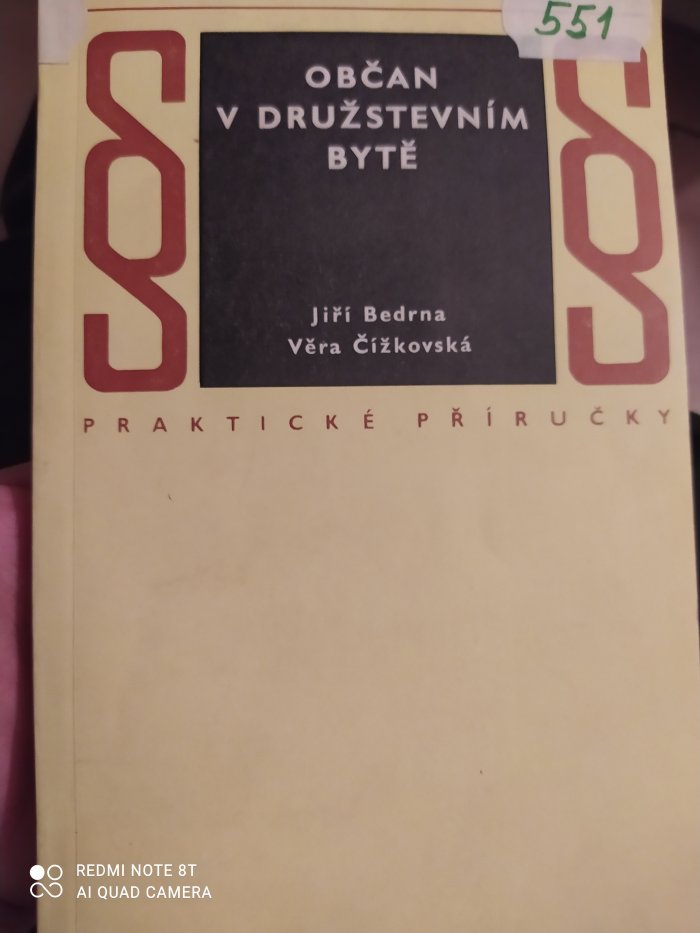 551
OBČAN
V DRUŽSTEVNÍM
BYTĚ
Jiří Bedrna
Věra Čížkovská
PRAKTICKÉ PŘÍRUČKY
REDMI NOTE 8T
AI QUAD CAMERA